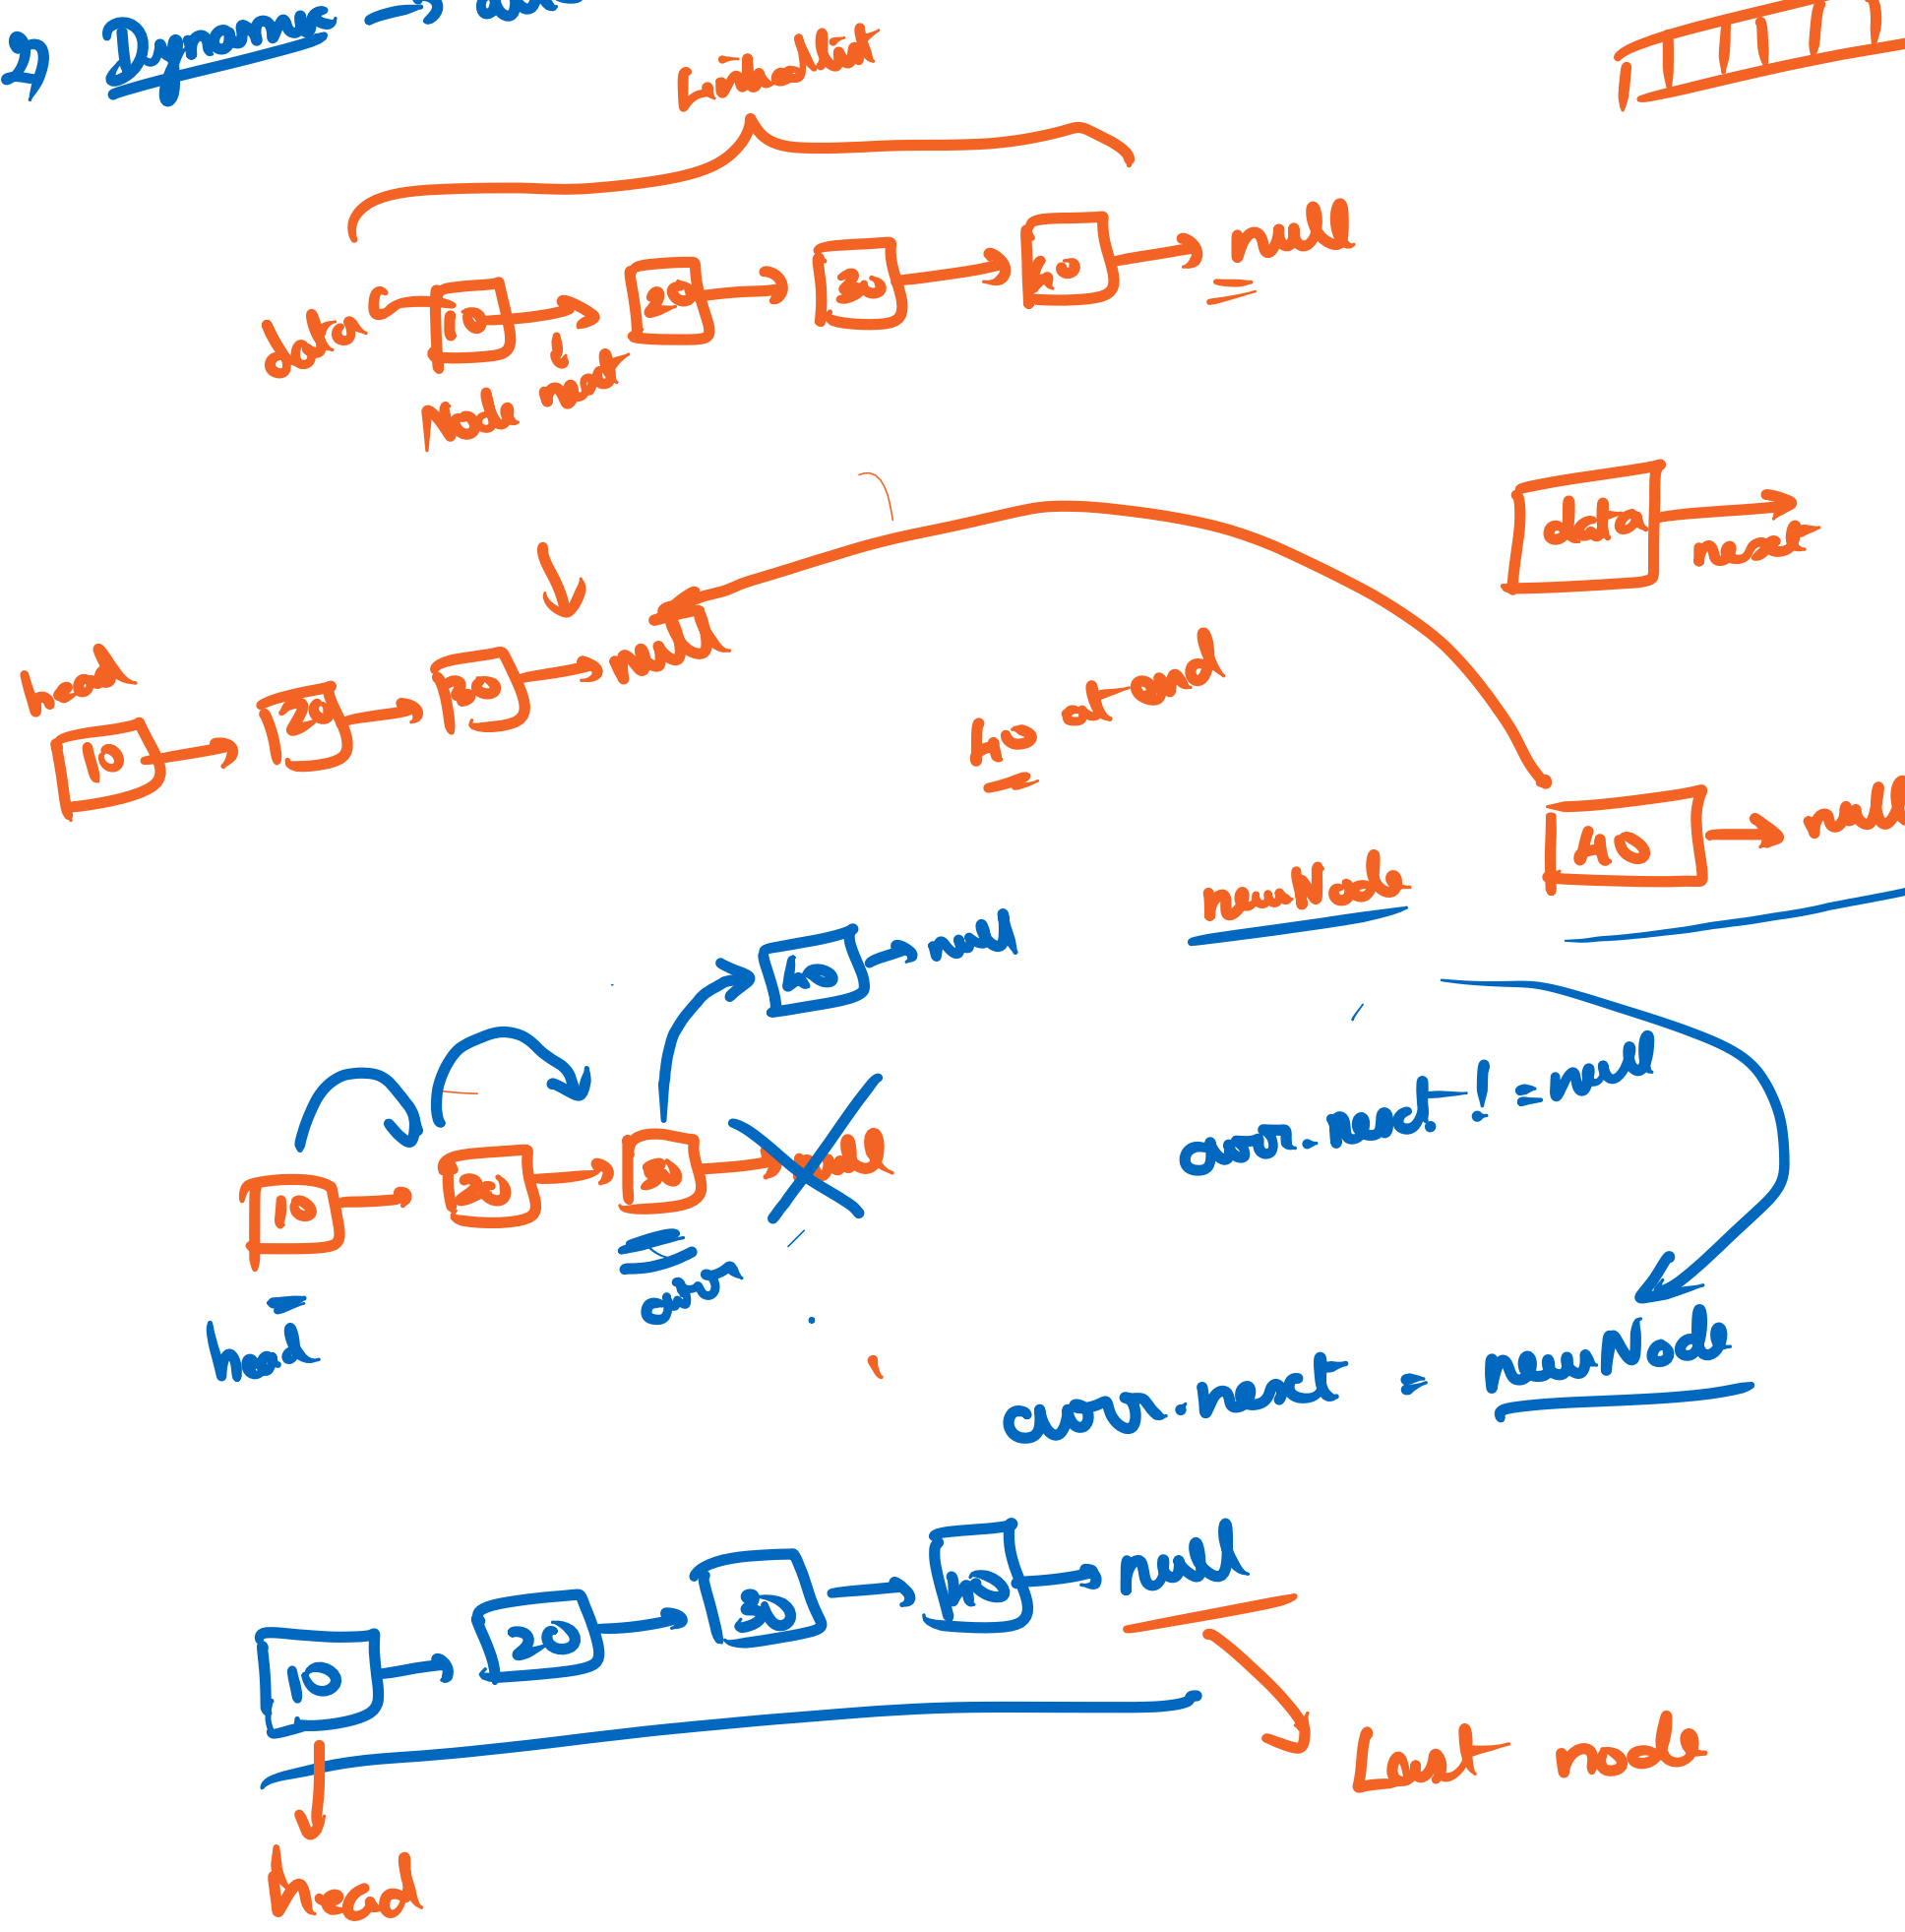 2) Dynamic →
LinkedList
data 10 → 20 → 30 → 40 → null
Node next
data
next
head
10 → 20 → 30 → null
40 at end
40 → null
newNode
40 → null
curr.next != null
10 → 20 → 30 → null
curr
head
curr.next = newNode
10 → 20 → 30 → 40 → null
Last node
head